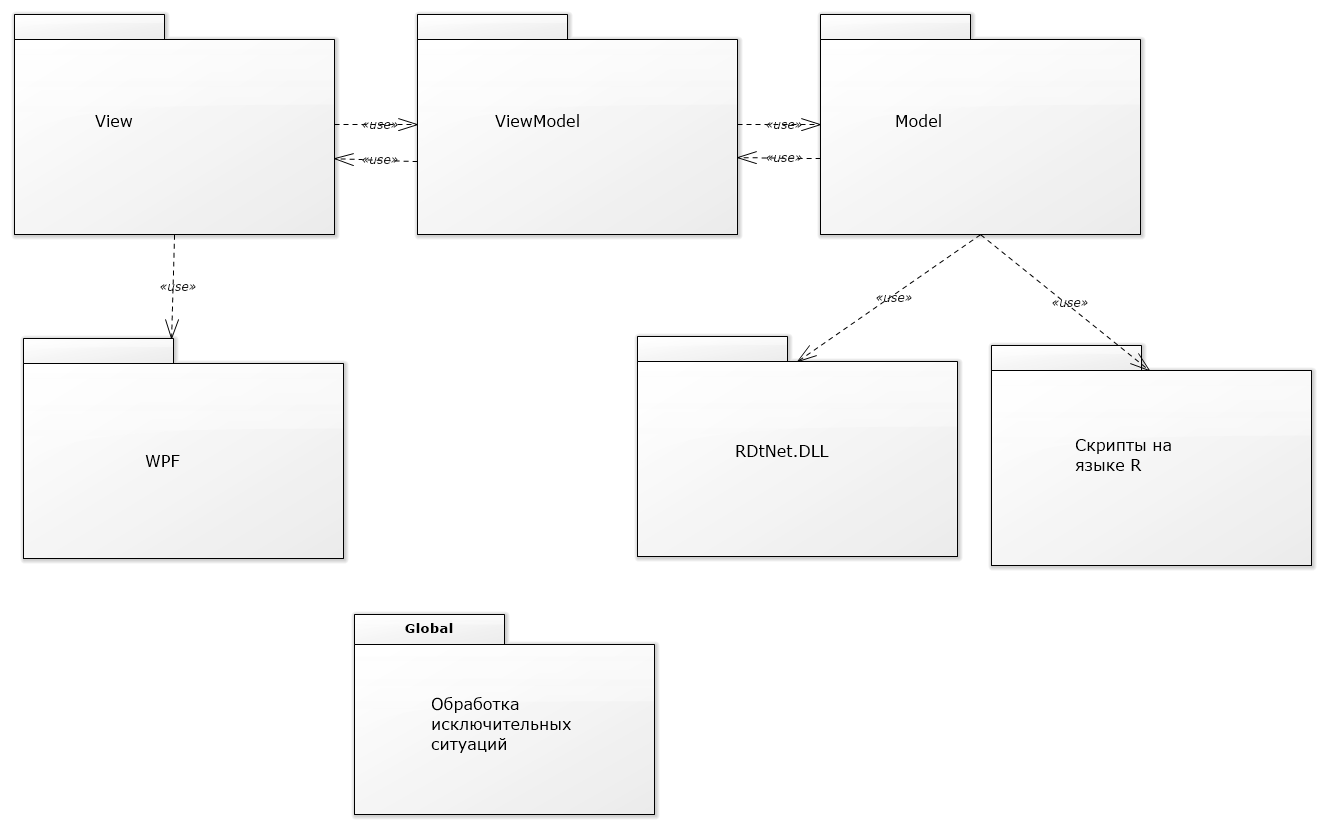 View
«use»
«use»
ViewModel
«use»
«use»
Model
«use»
«use»
«use»
WPF
RDtNet.DLL
Скрипты на
языке R
Global
Обработка
исключительных
ситуаций